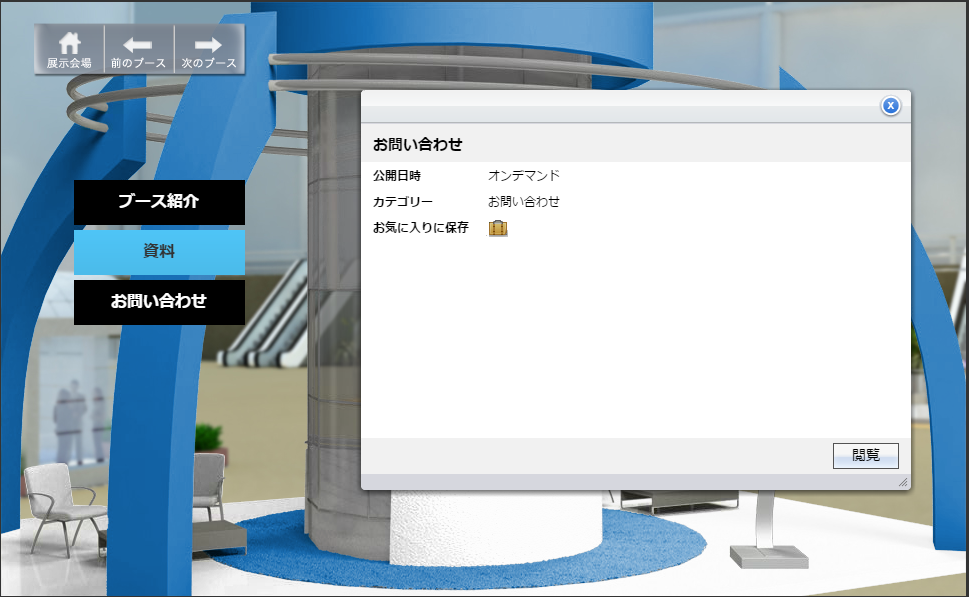 展示会場
前のブース
次のブース
ブース紹介
資料
お問い合わせ
X
お問い合わせ
公開日時 オンデマンド
カテゴリー お問い合わせ
お気に入りに保存
閲覧